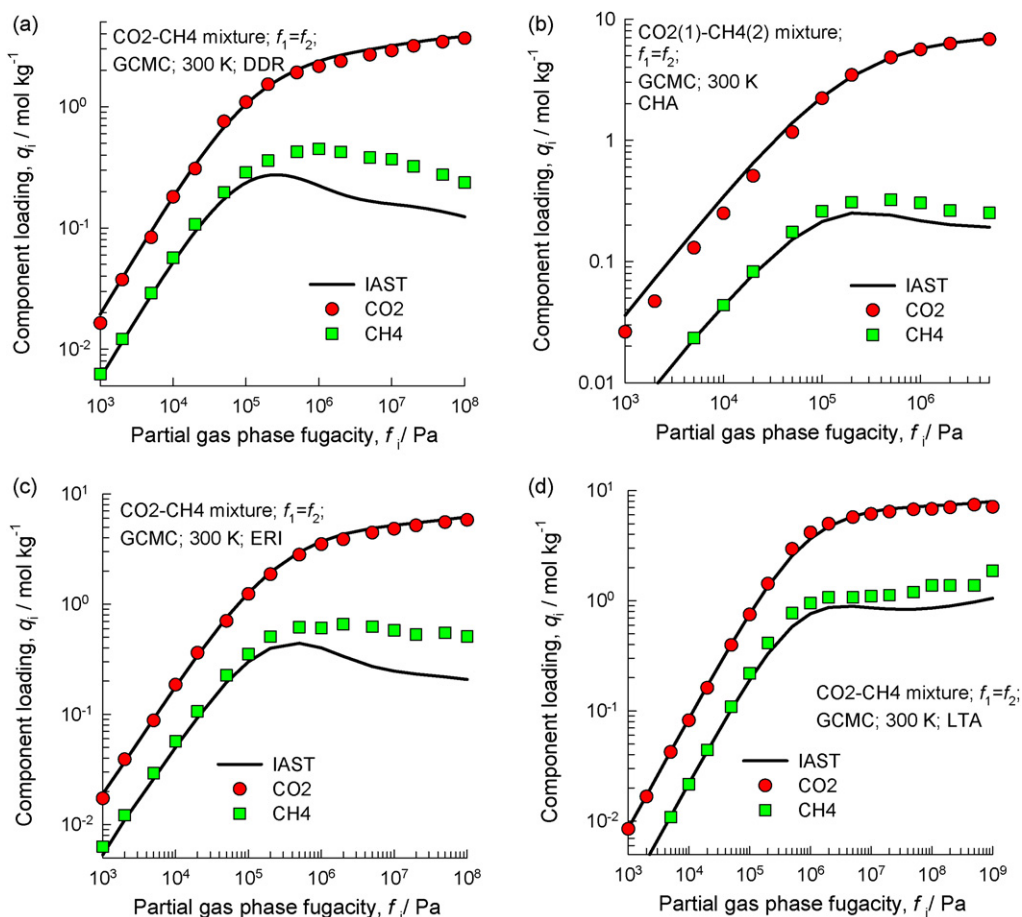 (a)
CO2-CH4 mixture; f1=f2;
GCMC; 300 K; DDR
Component loading, qi / mol kg-1
10^0
10^-1
10^-2
IAST
CO2
CH4
10^3 10^4 10^5 10^6 10^7 10^8
Partial gas phase fugacity, fi/ Pa
(b)
CO2(1)-CH4(2) mixture;
f1=f2;
GCMC; 300 K
CHA
Component loading, qi / mol kg-1
10
1
0.1
0.01
IAST
CO2
CH4
10^3 10^4 10^5 10^6
Partial gas phase fugacity, fi/ Pa
(c)
CO2-CH4 mixture; f1=f2;
GCMC; 300 K; ERI
Component loading, qi / mol kg-1
10^1
10^0
10^-1
10^-2
IAST
CO2
CH4
10^3 10^4 10^5 10^6 10^7 10^8
Partial gas phase fugacity, fi/ Pa
(d)
Component loading, qi / mol kg-1
10^1
10^0
10^-1
10^-2
CO2-CH4 mixture; f1=f2;
GCMC; 300 K; LTA
IAST
CO2
CH4
10^3 10^4 10^5 10^6 10^7 10^8 10^9
Partial gas phase fugacity, fi/ Pa